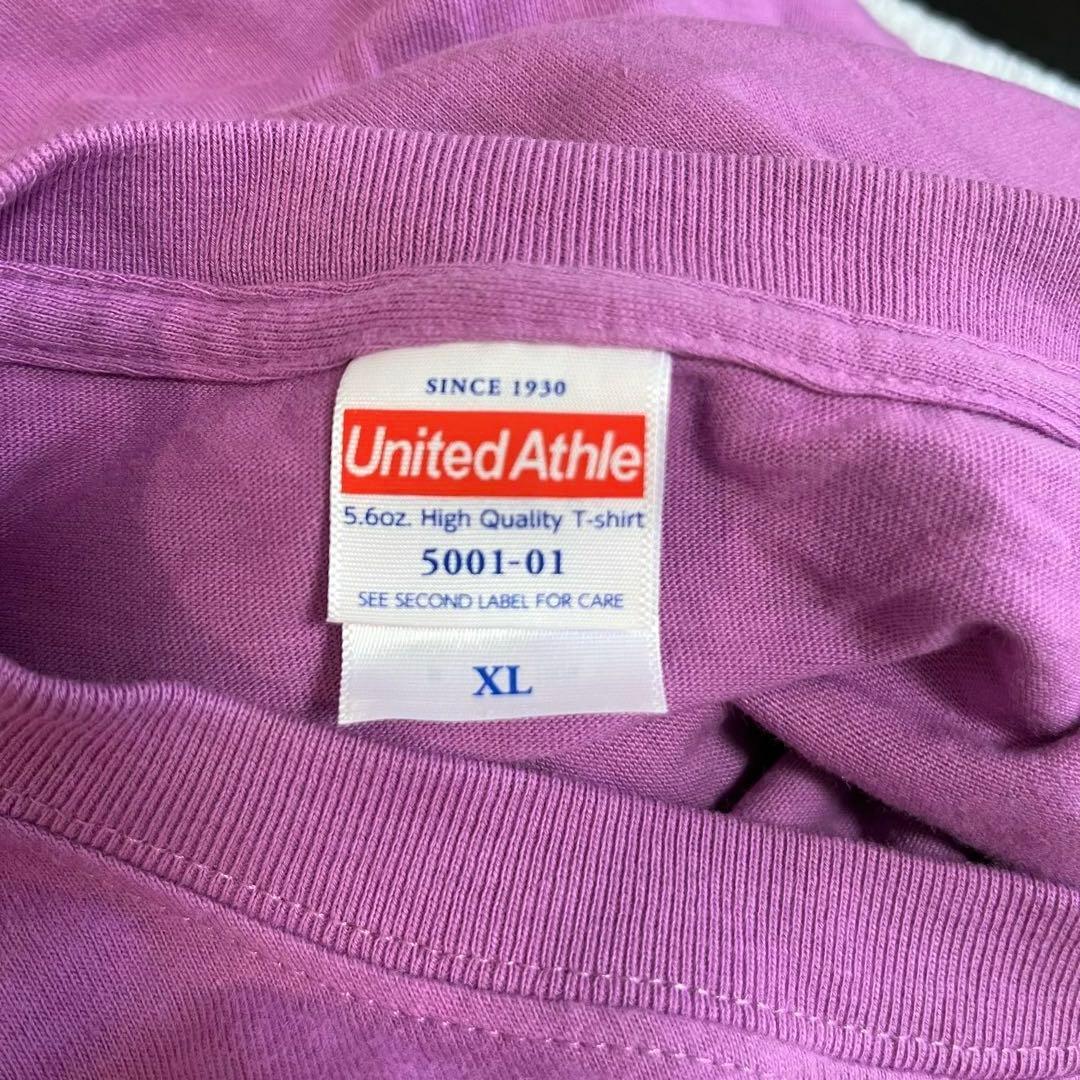 SINCE 1930
United Athle
5.6oz. High Quality T-shirt
5001-01
SEE SECOND LABEL FOR CARE
XL